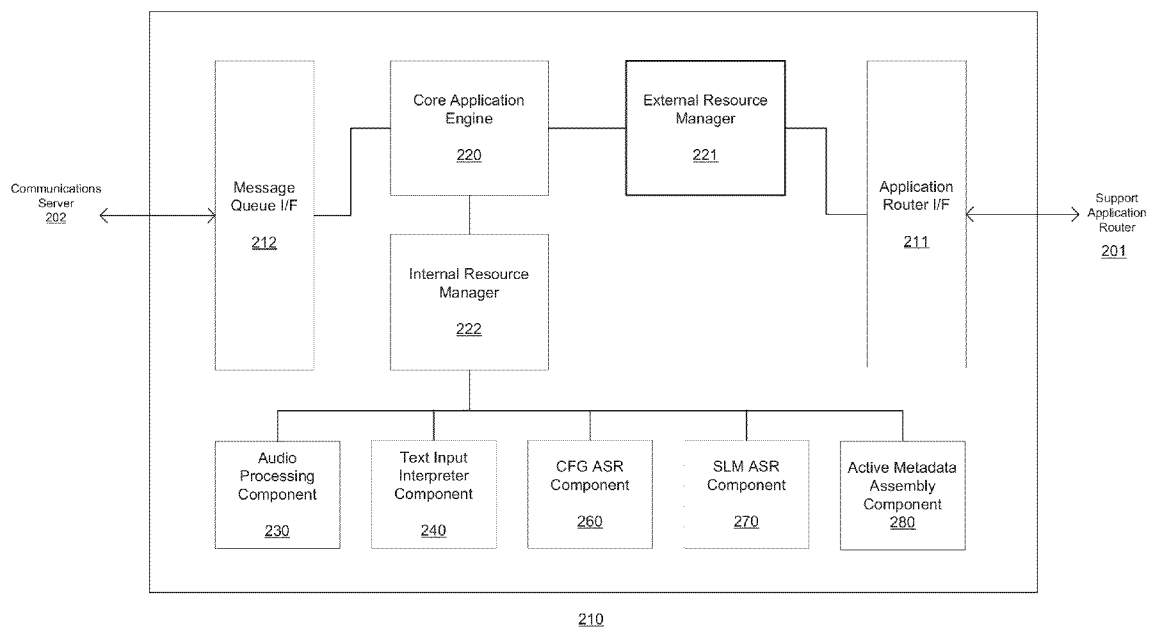 Communications
Server
202
Message
Queue I/F
212
Core Application
Engine
220
External Resource
Manager
221
Application
Router I/F
211
Support
Application
Router
201
Internal Resource
Manager
222
Audio
Processing
Component
230
Text Input
Interpreter
Component
240
CFG ASR
Component
260
SLM ASR
Component
270
Active Metadada
Assembly
Component
280
210